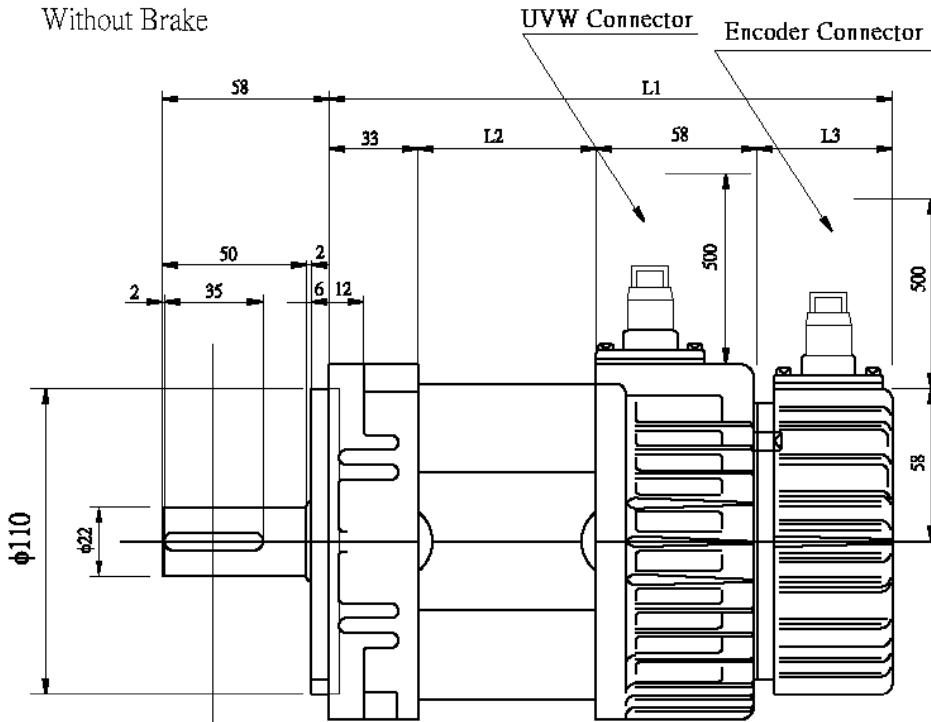 Without Brake
UVW Connector
Encoder Connector
58
L1
33
L2
58
L3
500
500
50
2
2
35
6
12
58
ϕ110
ϕ22